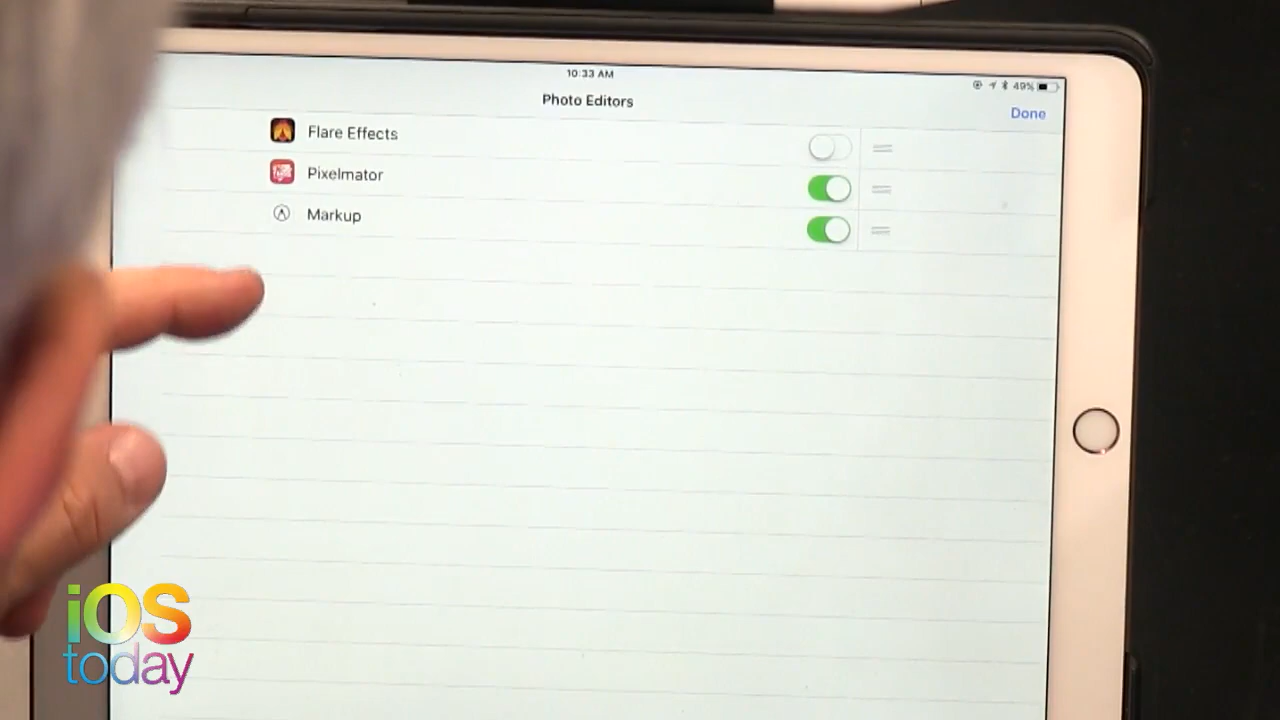 10:33 AM
49%
Photo Editors
Done
Flare Effects
Pixelmator
Markup
iOS
today